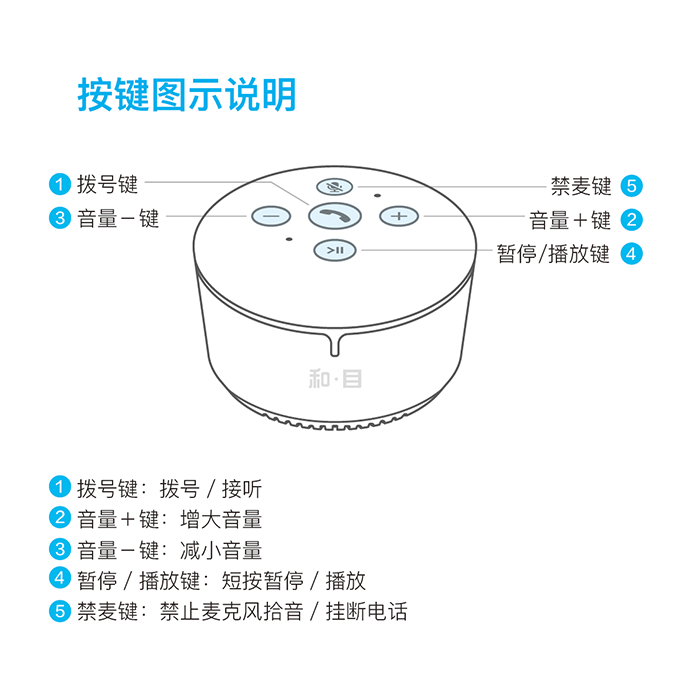 按键图示说明
1 拨号键
禁麦键 5
3 音量－键
音量＋键 2
暂停/播放键 4
和·目
1 拨号键：拨号 / 接听
2 音量＋键：增大音量
3 音量－键：减小音量
4 暂停 / 播放键：短按暂停 / 播放
5 禁麦键：禁止麦克风拾音 / 挂断电话